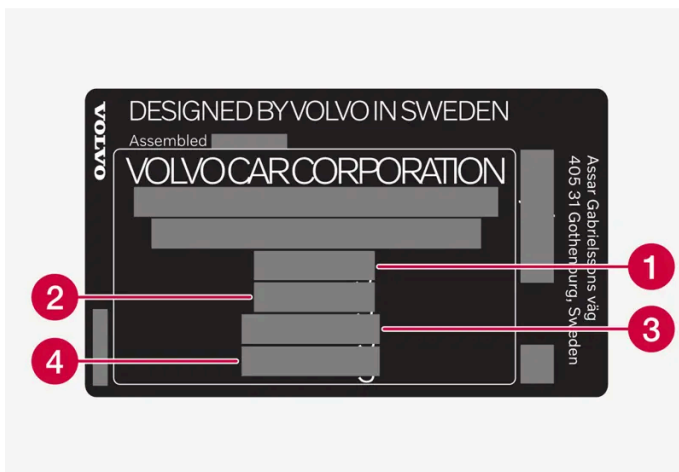 VOLVO
DESIGNED BY VOLVO IN SWEDEN
Assembled
VOLVO CAR CORPORATION
Assar Gabrielssons väg
405 31 Gothenburg, Sweden
1
2
3
4